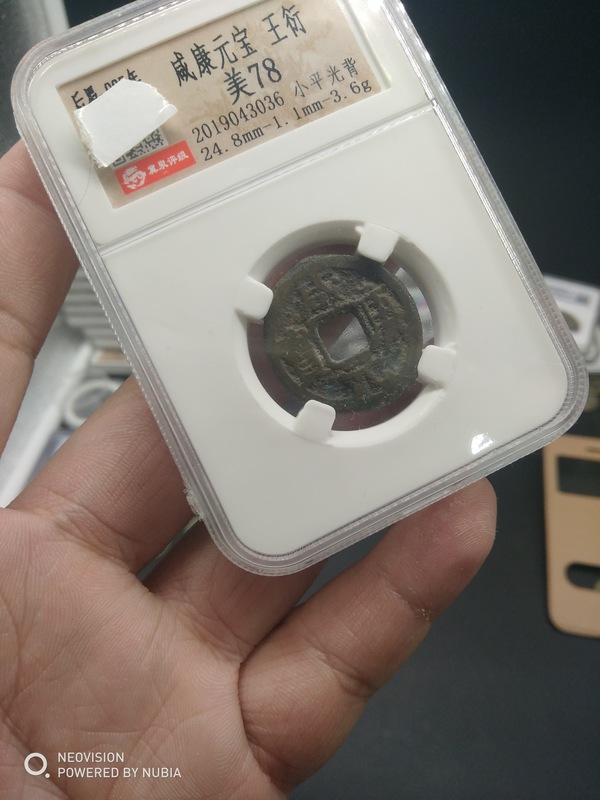 咸康元宝 王衍
美78
2019043036 小平光背
24.8mm-1.1mm-3.6g
NEOVISION
POWERED BY NUBIA